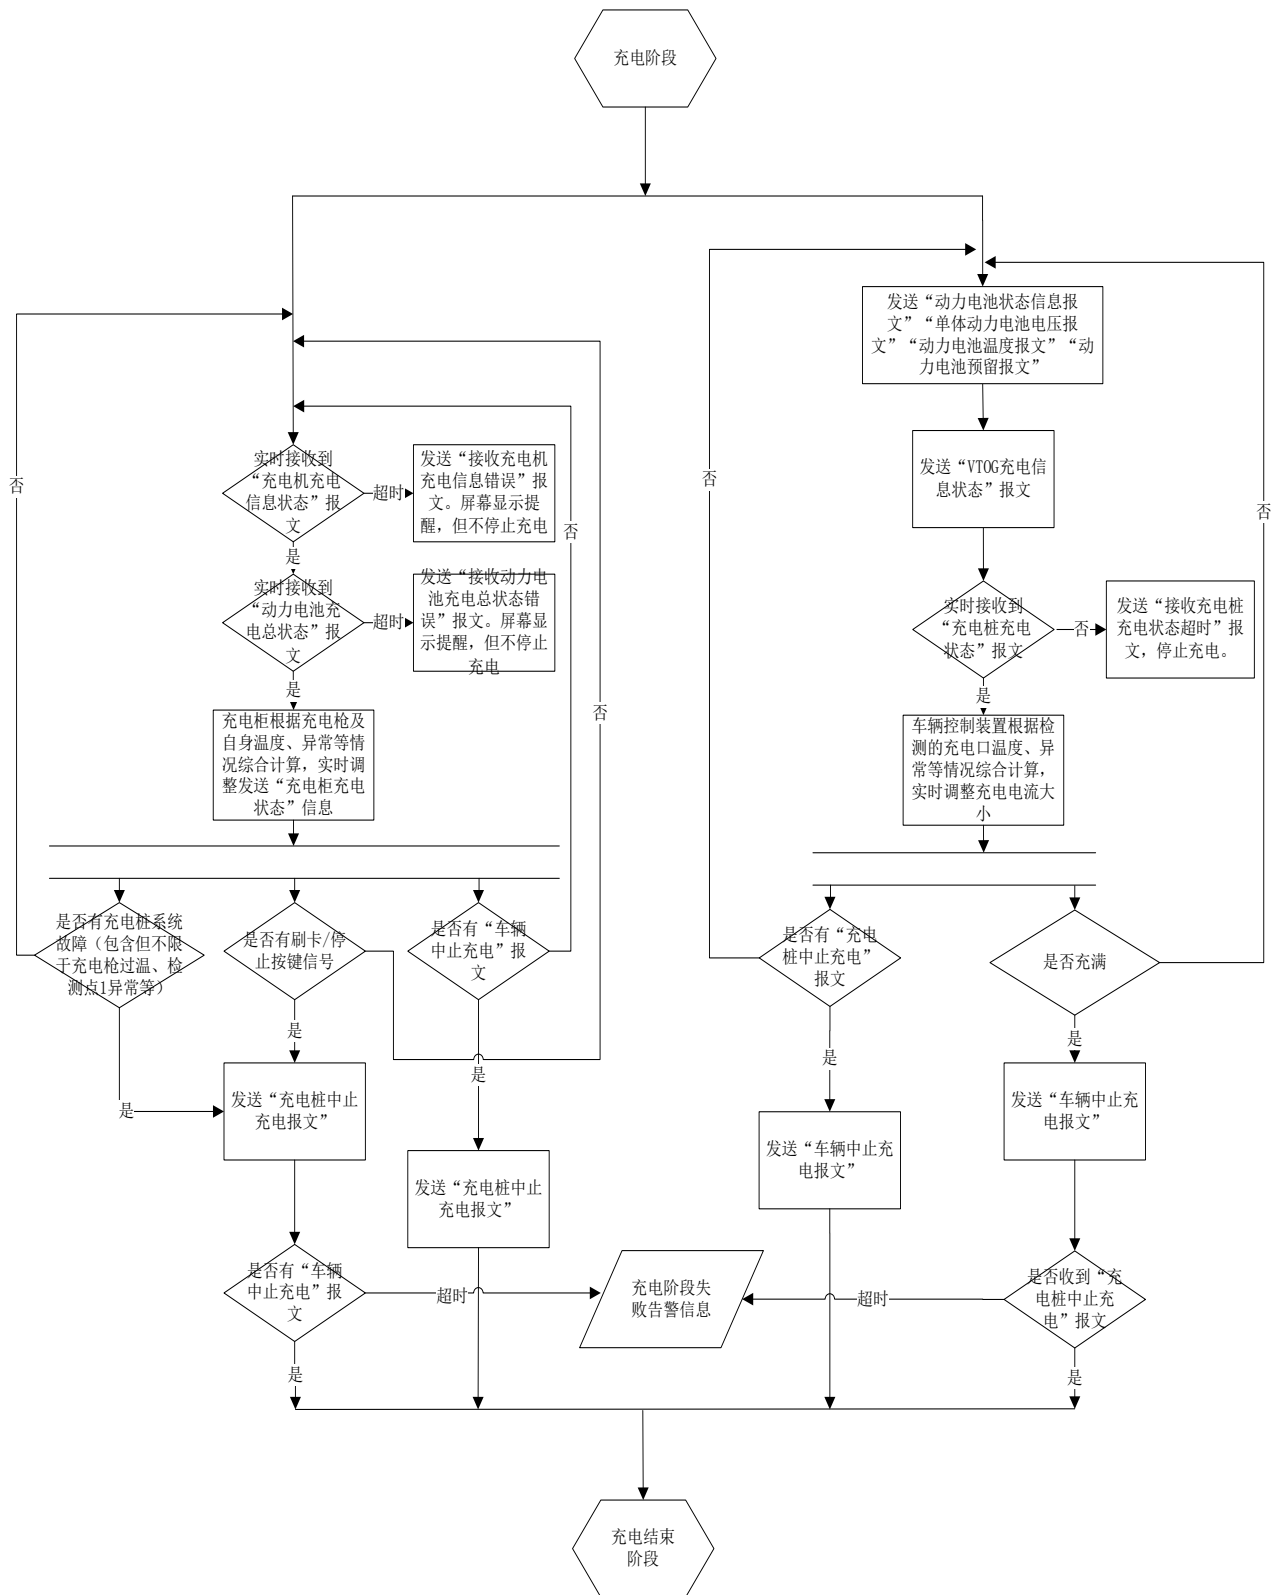 充电阶段
发送“动力电池状态信息报
文”“单体动力电池电压报
文”“动力电池温度报文”“动
力电池预留报文”
实时接收到
“充电机充电
信息状态”报
文
超时
发送“接收充电机
充电信息错误”报
文。屏幕显示提
醒，但不停止充电
发送“VTOG充电信
息状态”报文
否
否
否
否
是
实时接收到
“动力电池充
电总状态”报
文
超时
发送“接收动力电
池充电总状态错
误”报文。屏幕显
示提醒，但不停止
充电
实时接收到
“充电桩充电
状态”报文
否
发送“接收充电桩
充电状态超时”报
文，停止充电。
是
是
否
充电柜根据充电枪及
自身温度、异常等情
况综合计算，实时调
整发送“充电柜充电
状态”信息
车辆控制装置根据检
测的充电口温度、异
常等情况综合计算，
实时调整充电电流大
小
是否有充电桩系统
故障（包含但不限
于充电枪过温、检
测点1异常等）
是否有刷卡/停
止按键信号
是否有“车辆
中止充电”报
文
是否有“充电
桩中止充电”
报文
是否充满
是
是
是
是
是
发送“充电桩中止
充电报文”
发送“车辆中止充
电报文”
发送“充电桩中止
充电报文”
发送“车辆中止充
电报文”
是否有“车辆
中止充电”报
文
超时
充电阶段失
败告警信息
超时
是否收到“充
电桩中止充
电”报文
是
是
充电结束
阶段